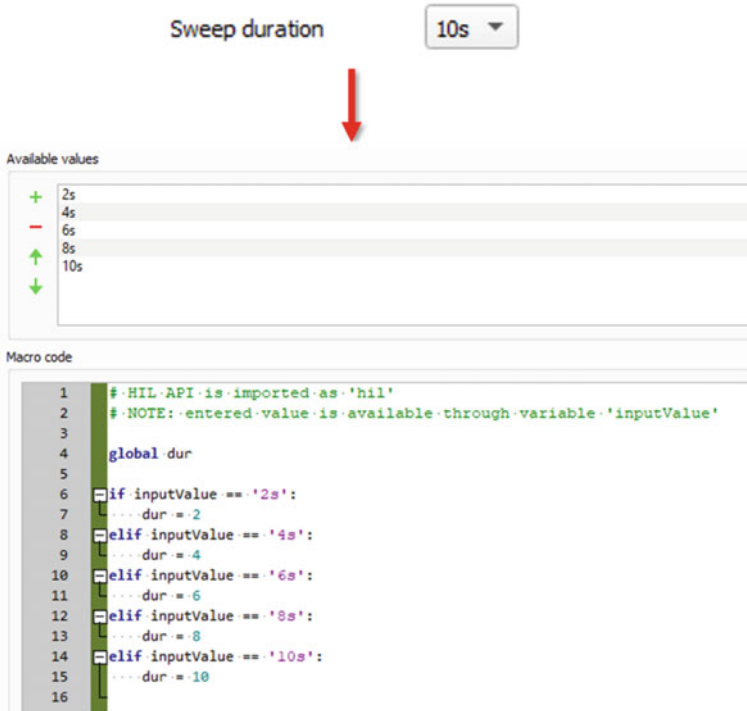 Sweep duration 10s
Available values
2s
4s
6s
8s
10s
Macro code
1 # HIL API is imported as 'hil'
2 # NOTE: entered value is available through variable 'inputValue'
3
4 global dur
5
6 if inputValue == '2s':
7 dur = 2
8 elif inputValue == '4s':
9 dur = 4
10 elif inputValue == '6s':
11 dur = 6
12 elif inputValue == '8s':
13 dur = 8
14 elif inputValue == '10s':
15 dur = 10
16